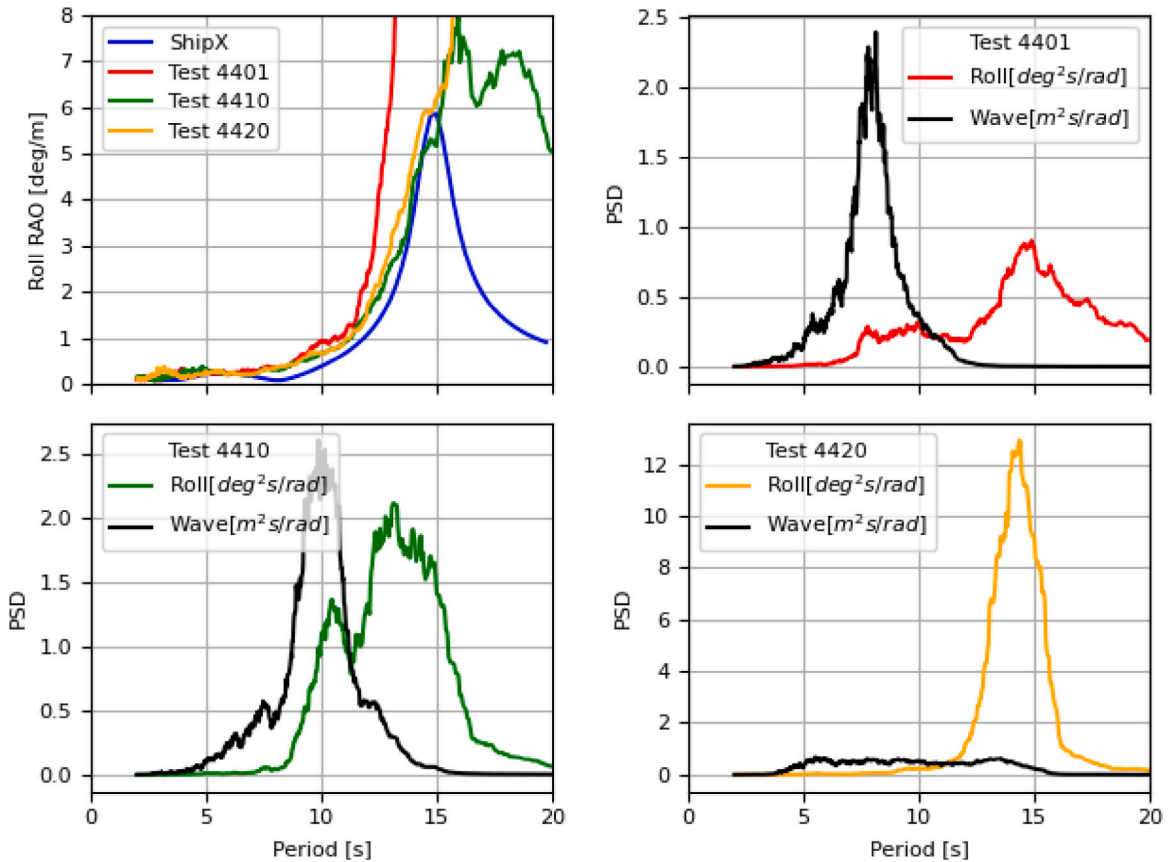 8
7
6
5
4
3
2
1
0
Roll RAO [deg/m]
ShipX
Test 4401
Test 4410
Test 4420
2.5
2.0
1.5
1.0
0.5
0.0
PSD
Test 4401
Roll[deg²s/rad]
Wave[m²s/rad]
2.5
2.0
1.5
1.0
0.5
0.0
PSD
Test 4410
Roll[deg²s/rad]
Wave[m²s/rad]
0 5 10 15 20
Period [s]
12
10
8
6
4
2
0
PSD
Test 4420
Roll[deg²s/rad]
Wave[m²s/rad]
0 5 10 15 20
Period [s]